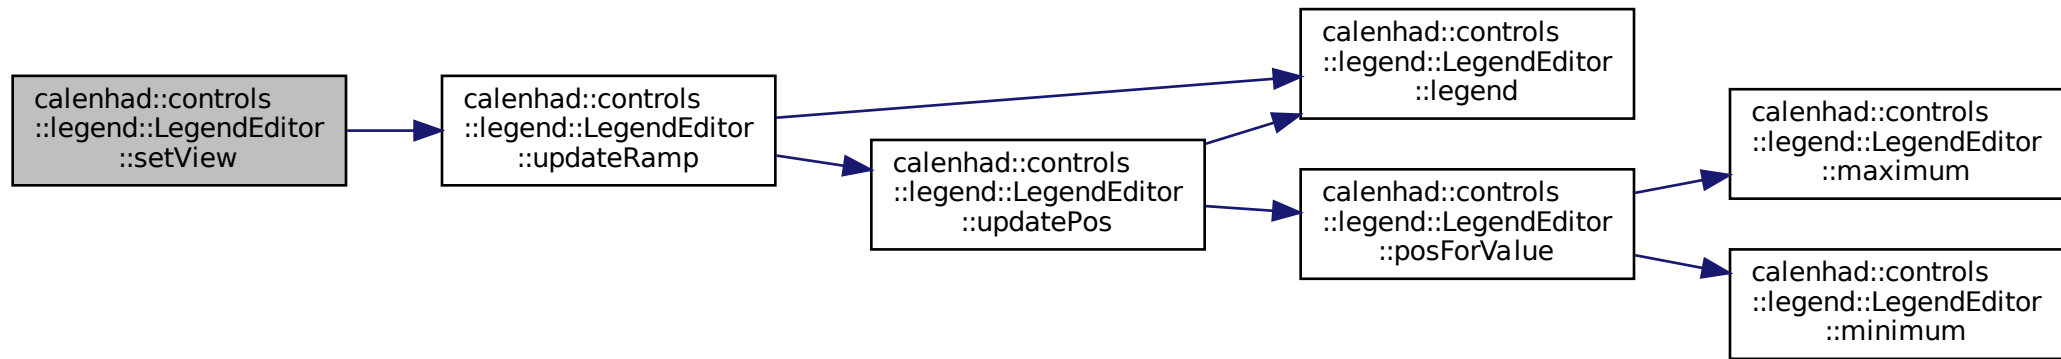 calenhad::controls
::legend::LegendEditor
::setView
calenhad::controls
::legend::LegendEditor
::updateRamp
calenhad::controls
::legend::LegendEditor
::legend
calenhad::controls
::legend::LegendEditor
::updatePos
calenhad::controls
::legend::LegendEditor
::posForValue
calenhad::controls
::legend::LegendEditor
::maximum
calenhad::controls
::legend::LegendEditor
::minimum